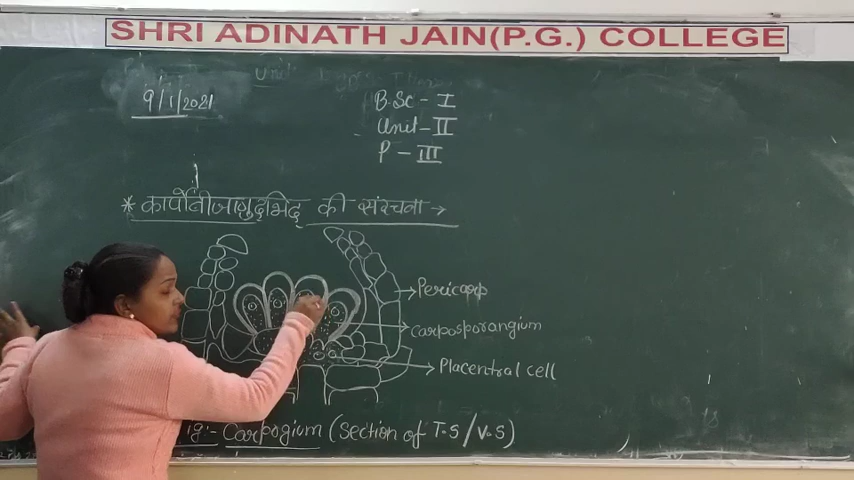 SHRI ADINATH JAIN(P.G.) COLLEGE
9/1/2021
B.Sc - I
Unit - II
P - III
* कार्पोबीजाणुदभिद् की संरचना →
Pericarp
Carposporangium
Placentral cell
ig:- Carpogium (Section of T.S / V.S)